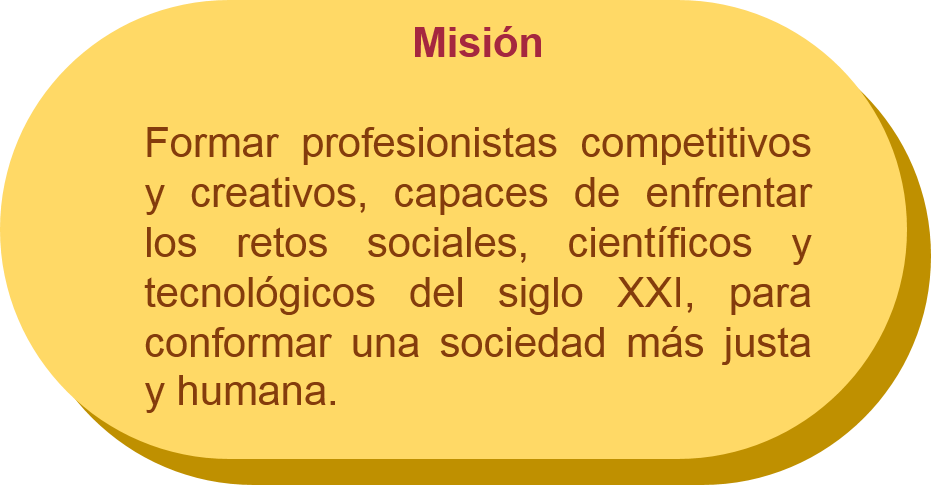 Misión
Formar profesionistas competitivos
y creativos, capaces de enfrentar
los retos sociales, científicos y
tecnológicos del siglo XXI, para
conformar una sociedad más justa
y humana.